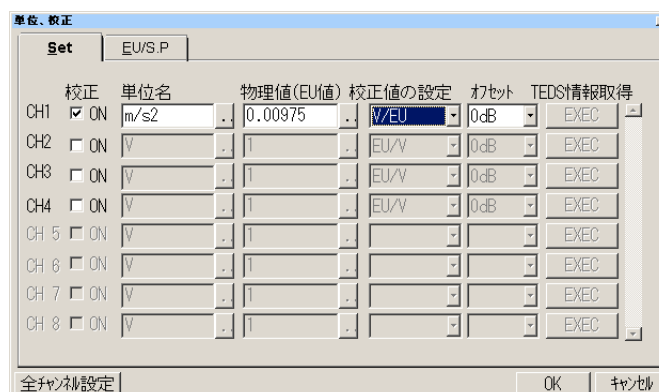 単位、校正
Set EU/S.P
校正 単位名 物理値(EU値) 校正値の設定 オフセット TEDS情報取得
CH1 ON m/s2 .. 0.00975 .. V/EU 0dB EXEC
CH2 ON V .. 1 .. EU/V 0dB EXEC
CH3 ON V .. 1 .. EU/V 0dB EXEC
CH4 ON V .. 1 .. EU/V 0dB EXEC
CH 5 ON V .. 1 .. EXEC
CH 6 ON V .. 1 .. EXEC
CH 7 ON V .. 1 .. EXEC
CH 8 ON V .. 1 .. EXEC
全チャンネル設定 OK キャンセル